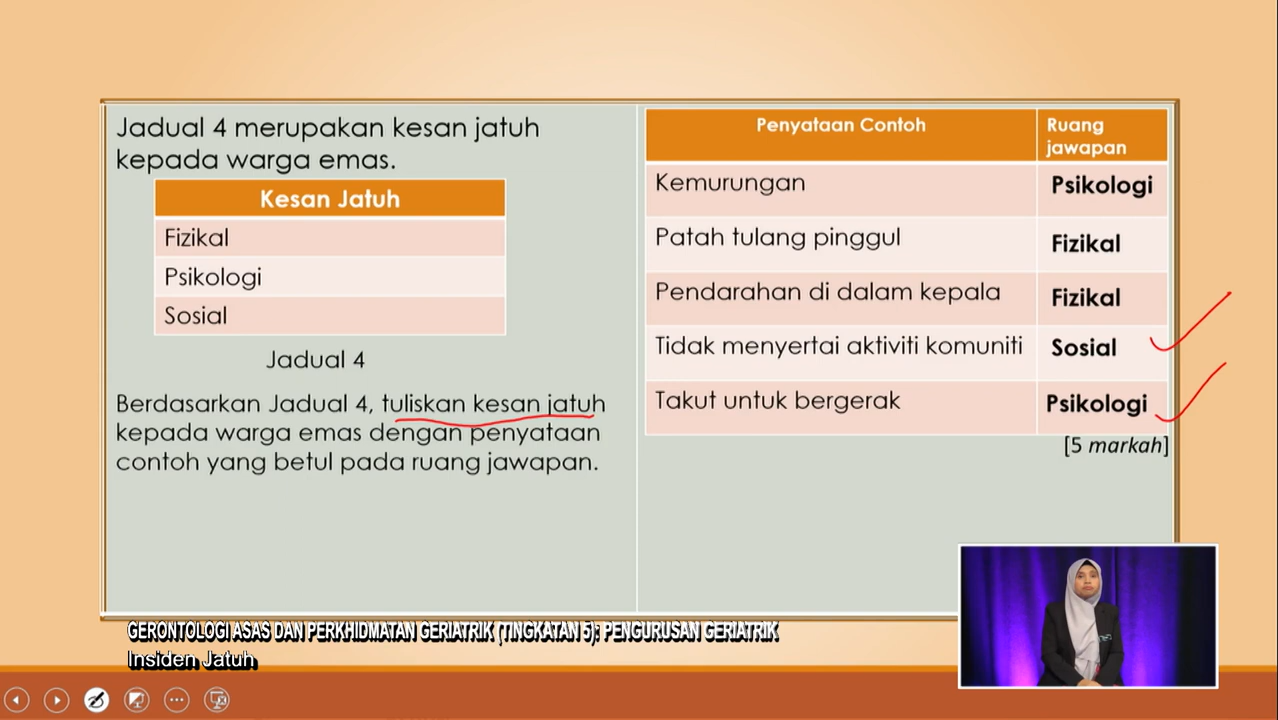 Jadual 4 merupakan kesan jatuh
kepada warga emas.
Kesan Jatuh
Fizikal
Psikologi
Sosial
Jadual 4
Berdasarkan Jadual 4, tuliskan kesan jatuh
kepada warga emas dengan penyataan
contoh yang betul pada ruang jawapan.
Penyataan Contoh
Ruang
jawapan
Kemurungan
Psikologi
Patah tulang pinggul
Fizikal
Pendarahan di dalam kepala
Fizikal
Tidak menyertai aktiviti komuniti
Sosial
Takut untuk bergerak
Psikologi
[5 markah]
GERONTOLOGI ASAS DAN PERKHIDMATAN GERIATRIK (TINGKATAN 5): PENGURUSAN GERIATRIK
Insiden Jatuh